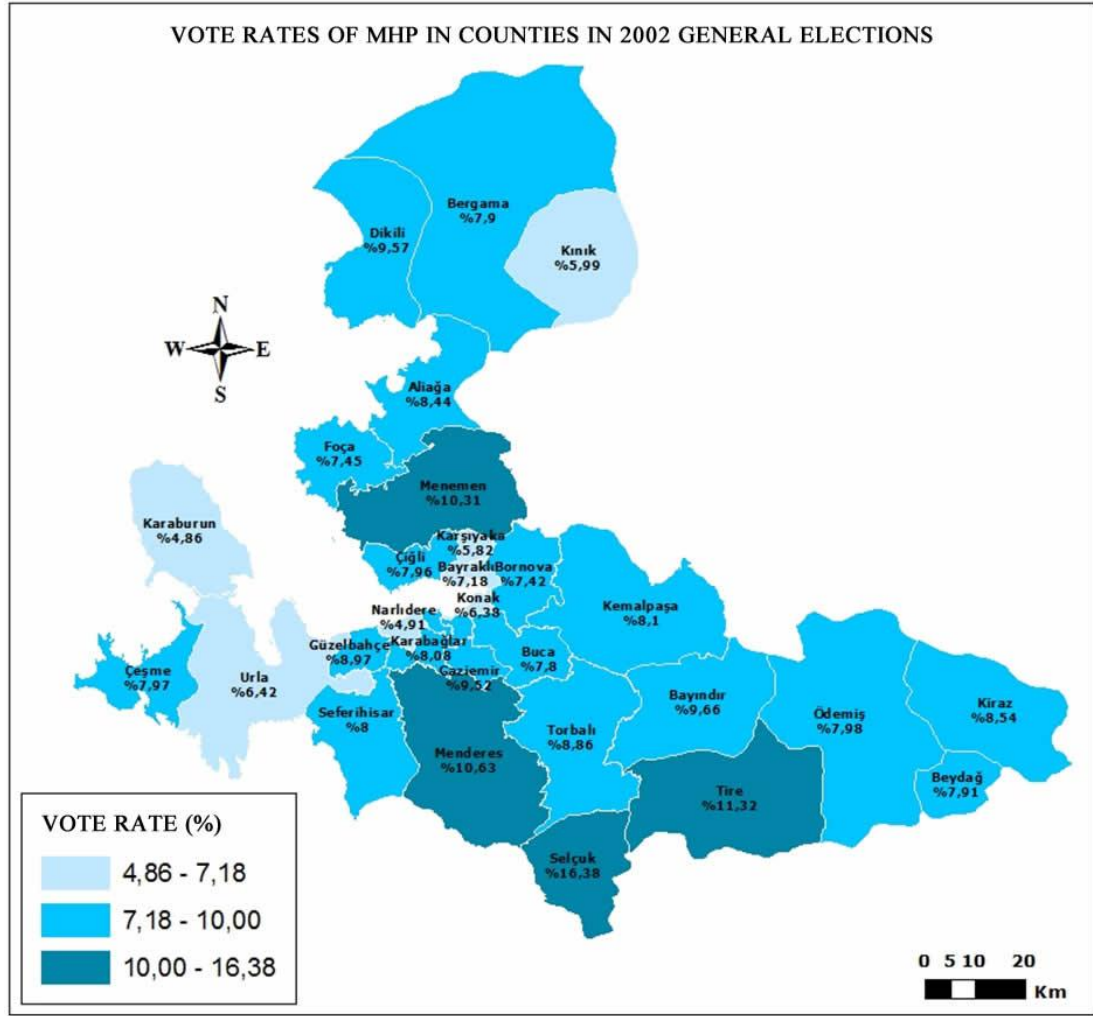 VOTE RATES OF MHP IN COUNTIES IN 2002 GENERAL ELECTIONS
Bergama
%7,9
Dikili
%9,57
Kınık
%5,99
N
W E
S
Aliağa
%8,44
Foça
%7,45
Menemen
%10,31
Karaburun
%4,86
Karşıyaka
%5,82
Çiğli
%7,96
Bayraklı
%7,18
Bornova
%7,42
Konak
%6,38
Narlıdere
%4,91
Kemalpaşa
%8,1
Güzelbahçe
%8,97
Karabağlar
%8,08
Buca
%7,8
Gaziemir
%9,52
Çeşme
%7,97
Urla
%6,42
Seferihisar
%8
Menderes
%10,63
Torbalı
%8,86
Bayındır
%9,66
Ödemiş
%7,98
Kiraz
%8,54
Beydağ
%7,91
Tire
%11,32
Selçuk
%16,38
VOTE RATE (%)
4,86 - 7,18
7,18 - 10,00
10,00 - 16,38
0 5 10 20
Km